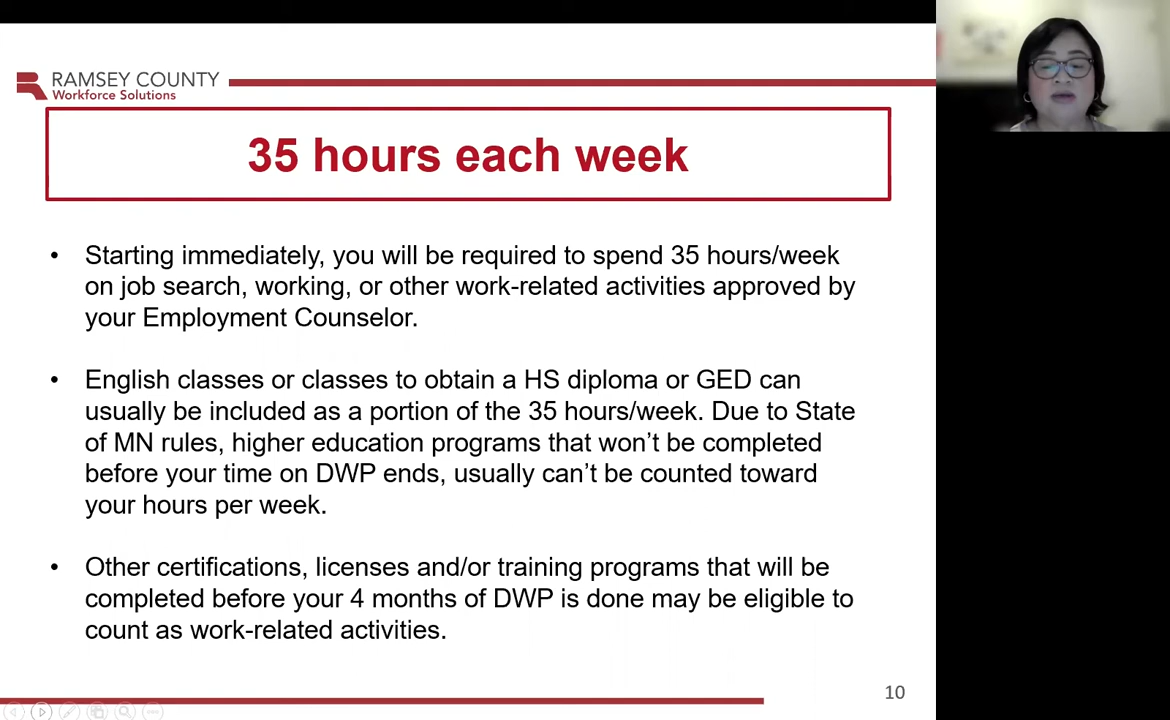 RAMSEY COUNTY
Workforce Solutions
35 hours each week
• Starting immediately, you will be required to spend 35 hours/week
on job search, working, or other work-related activities approved by
your Employment Counselor.
• English classes or classes to obtain a HS diploma or GED can
usually be included as a portion of the 35 hours/week. Due to State
of MN rules, higher education programs that won’t be completed
before your time on DWP ends, usually can’t be counted toward
your hours per week.
• Other certifications, licenses and/or training programs that will be
completed before your 4 months of DWP is done may be eligible to
count as work-related activities.
10